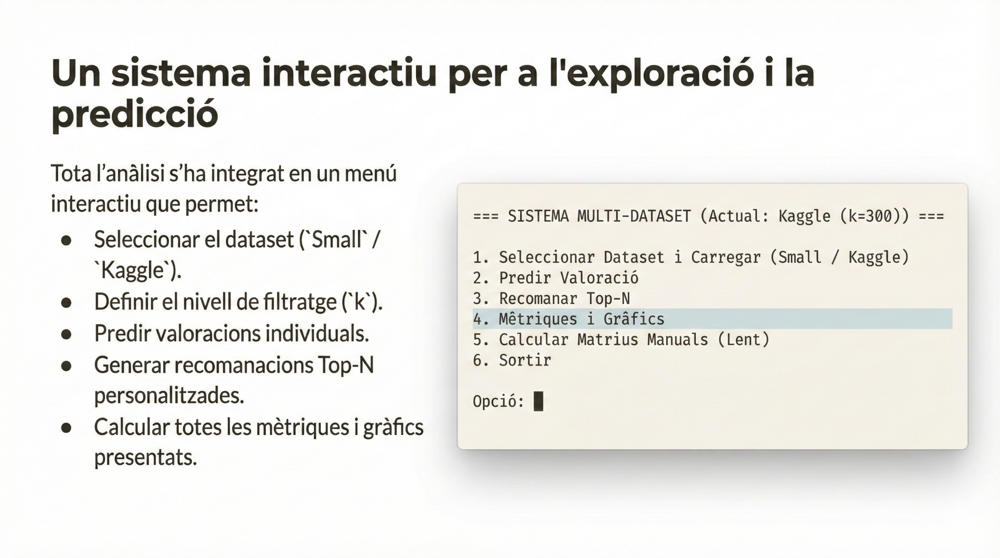 Un sistema interactiu per a l'exploració i la
predicció
Tota l’anàlisi s’ha integrat en un menú
interactiu que permet:
● Seleccionar el dataset (`Small` /
`Kaggle`).
● Definir el nivell de filtratge (`k`).
● Predir valoracions individuals.
● Generar recomanacions Top-N
personalitzades.
● Calcular totes les mètriques i gràfics
presentats.
=== SISTEMA MULTI-DATASET (Actual: Kaggle (k=300)) ===
1. Seleccionar Dataset i Carregar (Small / Kaggle)
2. Predir Valoració
3. Recomanar Top-N
4. Mêtriques i Grâfics
5. Calcular Matrius Manuals (Lent)
6. Sortir
Opció: